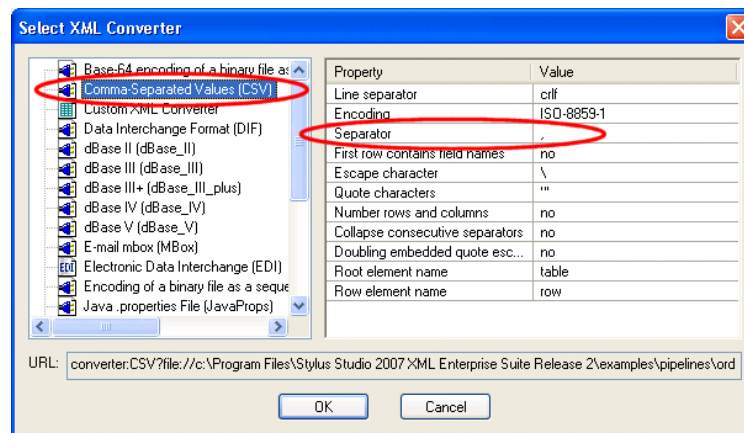 Select XML Converter
Base-64 encoding of a binary file as
Comma-Separated Values (CSV)
Custom XML Converter
Data Interchange Format (DIF)
dBase II (dBase_II)
dBase III (dBase_III)
dBase III+ (dBase_III_plus)
dBase IV (dBase_IV)
dBase V (dBase_V)
E-mail mbox (MBox)
EDI Electronic Data Interchange (EDI)
Encoding of a binary file as a seque
Java .properties File (JavaProps)
Property Value
Line separator crlf
Encoding ISO-8859-1
Separator ,
First row contains field names no
Escape character \
Quote characters '"
Number rows and columns no
Collapse consecutive separators no
Doubling embedded quote esc... no
Root element name table
Row element name row
URL: converter:CSV?file://c:\Program Files\Stylus Studio 2007 XML Enterprise Suite Release 2\examples\pipelines\ord
OK Cancel